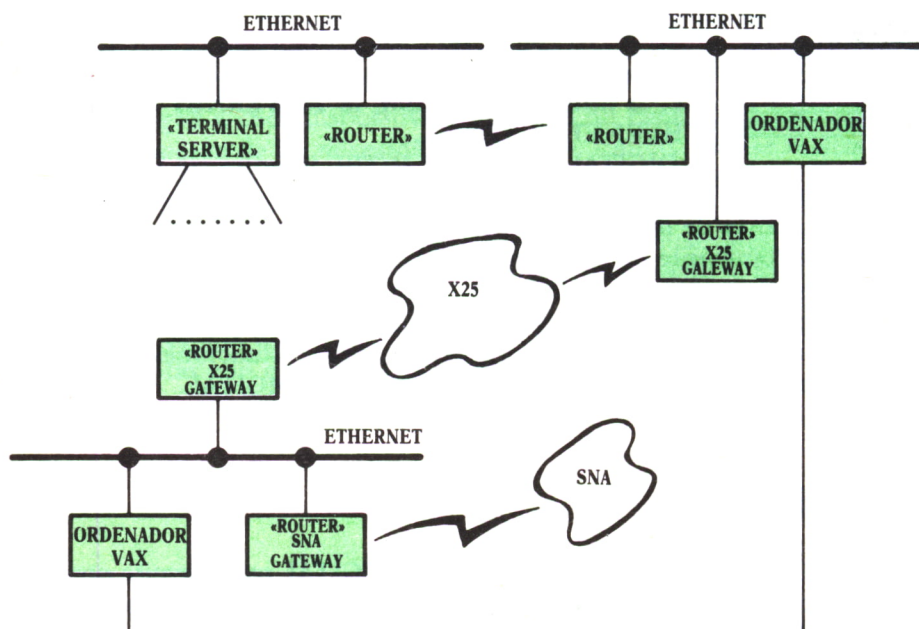 ETHERNET
ETHERNET
«TERMINAL
SERVER»
«ROUTER»
«ROUTER»
ORDENADOR
VAX
«ROUTER»
X25
GALEWAY
X25
«ROUTER»
X25
GATEWAY
ETHERNET
SNA
ORDENADOR
VAX
«ROUTER»
SNA
GATEWAY